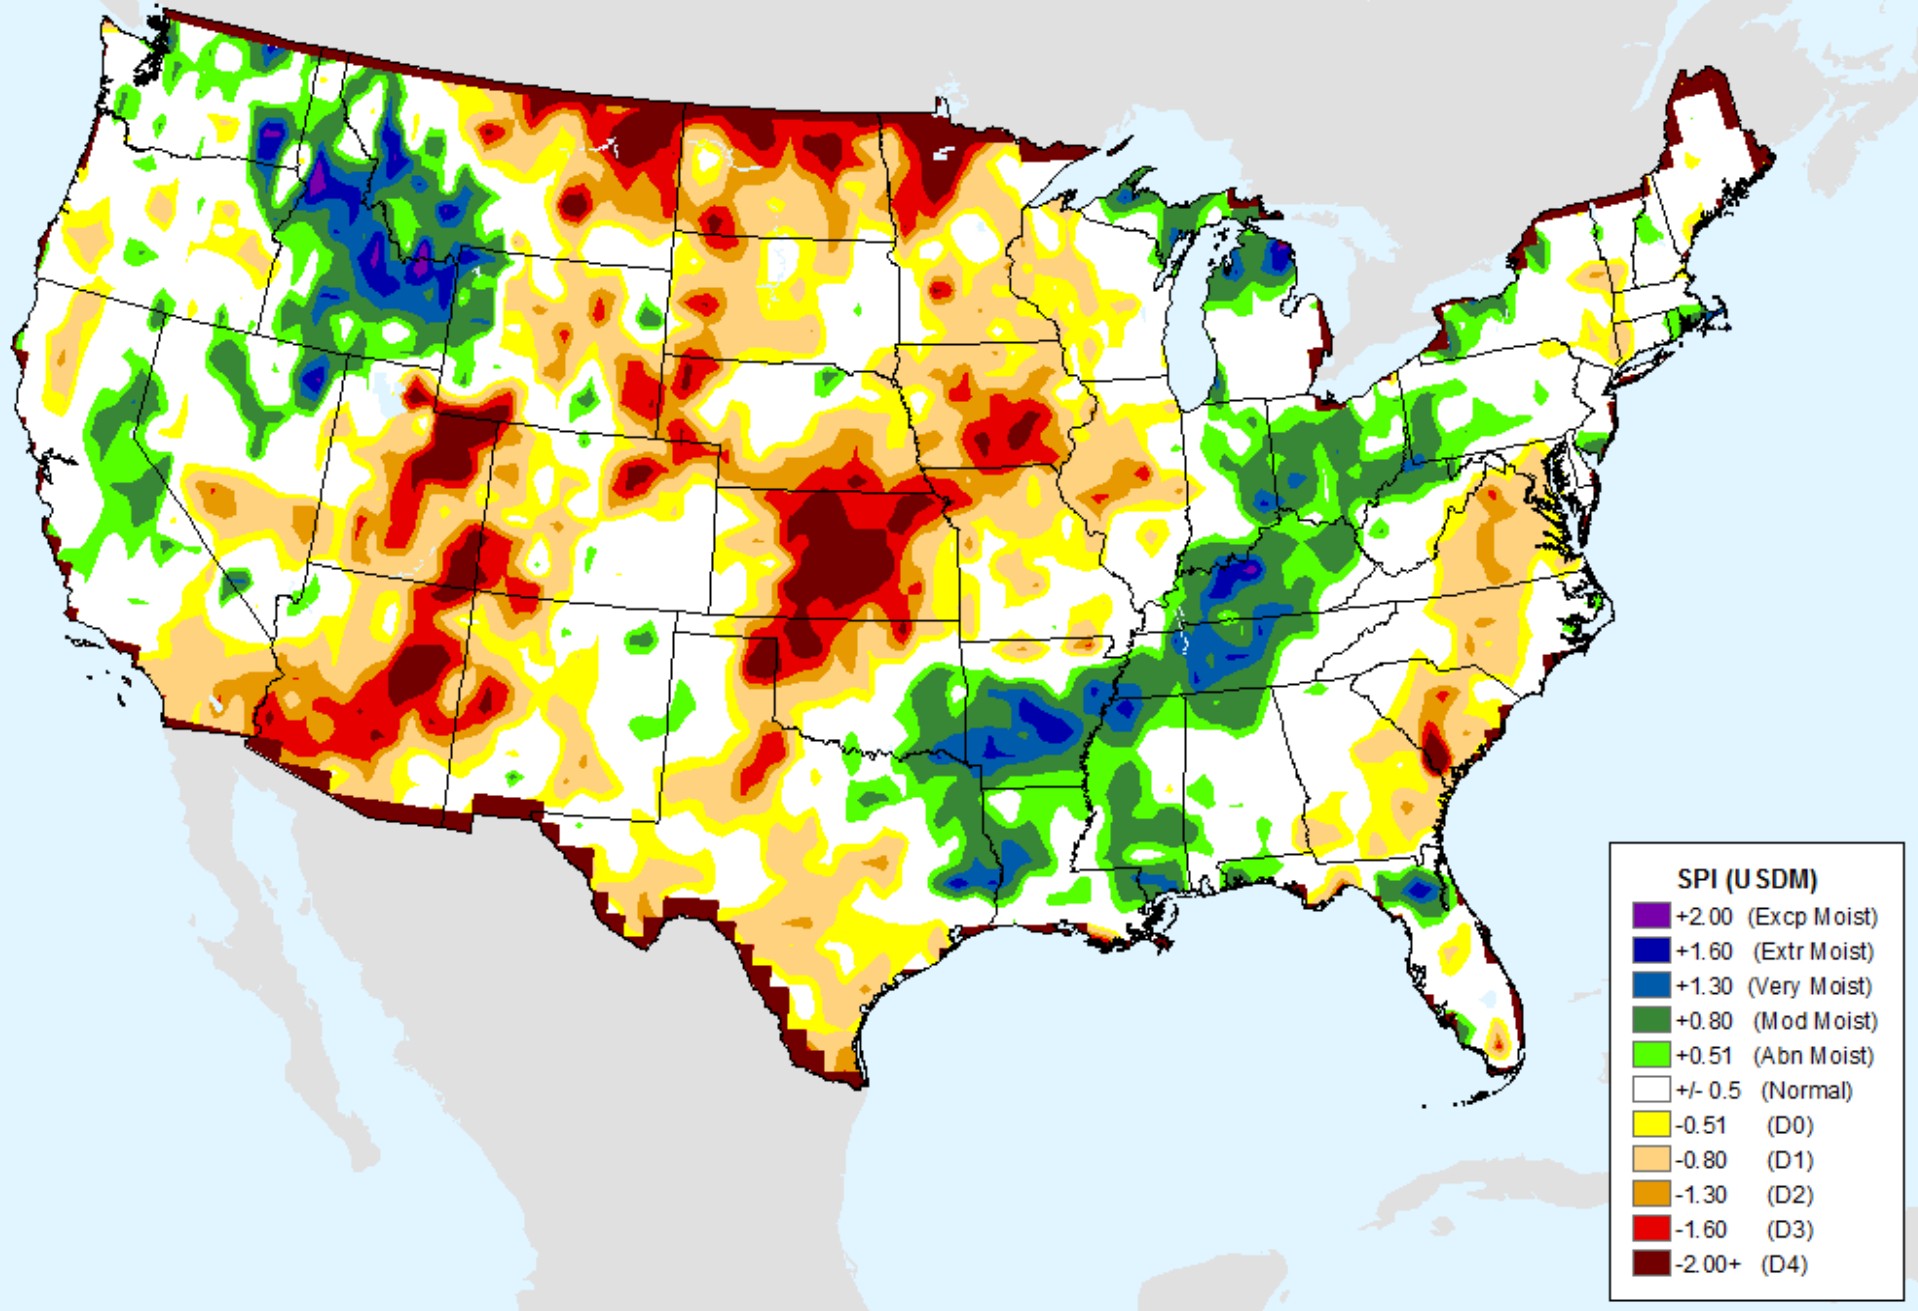 SPI (USDM)
+2.00 (Excp Moist)
+1.60 (Extr Moist)
+1.30 (Very Moist)
+0.80 (Mod Moist)
+0.51 (Abn Moist)
+/- 0.5 (Normal)
-0.51 (D0)
-0.80 (D1)
-1.30 (D2)
-1.60 (D3)
-2.00+ (D4)